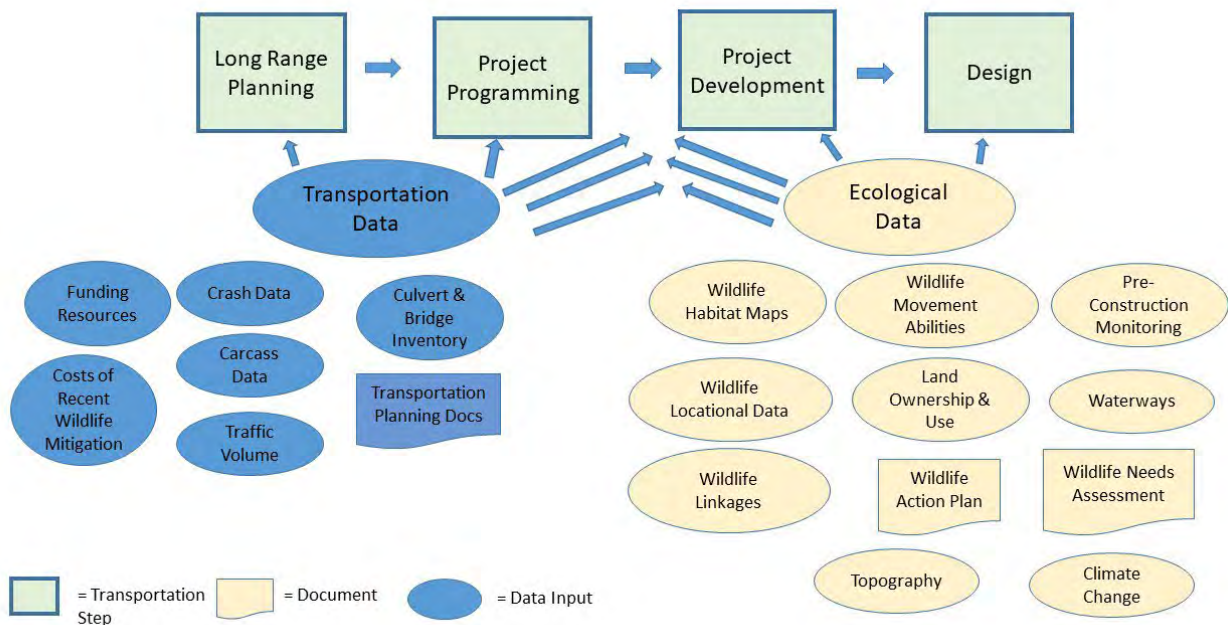 Long Range
Planning
Project
Programming
Project
Development
Design
Transportation
Data
Ecological
Data
Funding
Resources
Crash Data
Culvert &
Bridge
Inventory
Costs of
Recent
Wildlife
Mitigation
Carcass
Data
Transportation
Planning Docs
Traffic
Volume
Wildlife
Habitat Maps
Wildlife
Movement
Abilities
Pre-
Construction
Monitoring
Wildlife
Locational Data
Land
Ownership &
Use
Waterways
Wildlife
Linkages
Wildlife
Action Plan
Wildlife Needs
Assessment
Topography
Climate
Change
= Transportation
Step
= Document
= Data Input